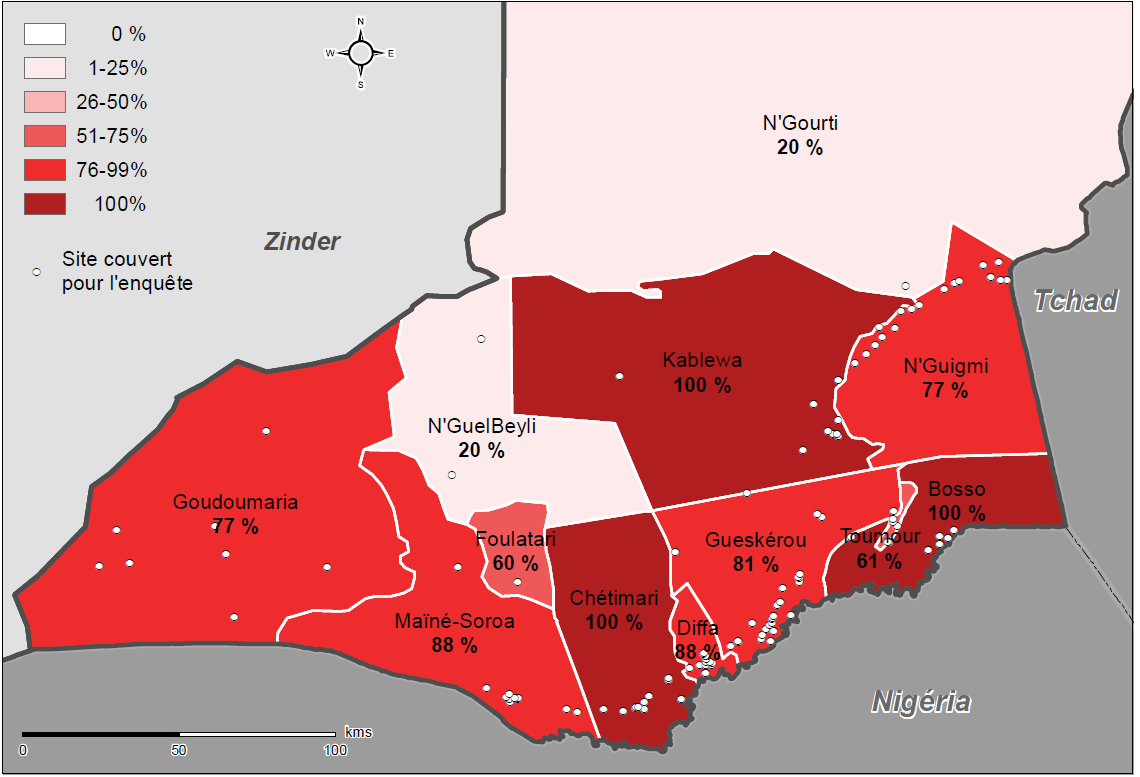 0 %
1-25%
26-50%
51-75%
76-99%
100%
Site couvert
pour l'enquête
N
W
E
S
Zinder
N'Gourti
20 %
Tchad
Kablewa
100 %
N'Guigmi
77 %
N'GuelBeyli
20 %
Goudoumaria
77 %
Bosso
100 %
Foulatari
60 %
Gueskérou
81 %
Toumour
61 %
Chétimari
100 %
Maïné-Soroa
88 %
Diffa
88 %
Nigéria
kms
0
50
100